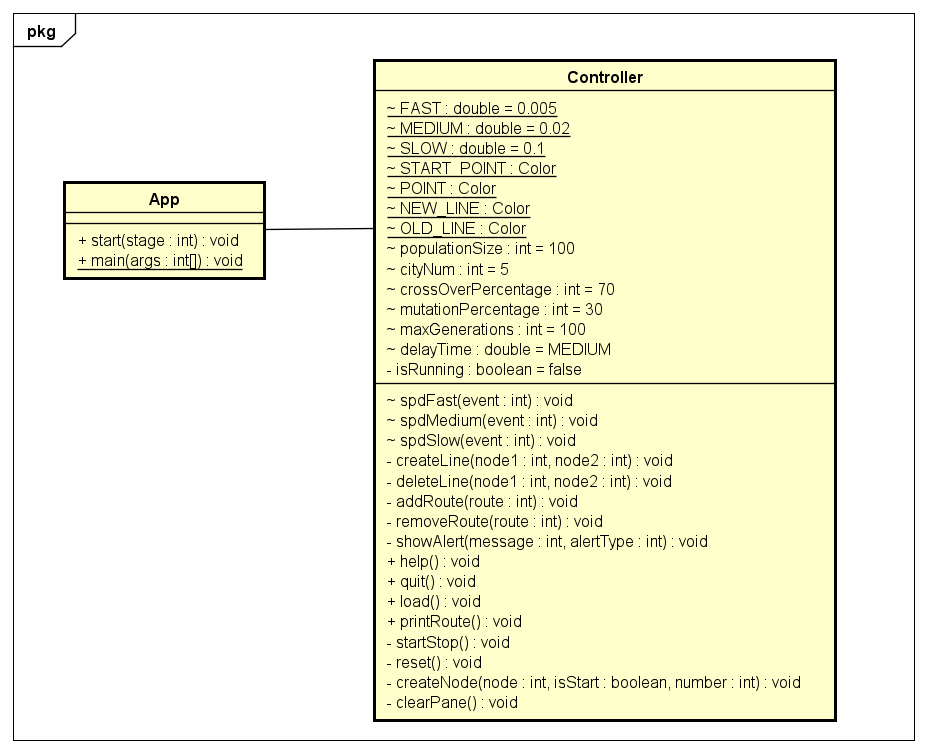 pkg
App
+ start(stage : int) : void
+ main(args : int[]) : void
Controller
~ FAST : double = 0.005
~ MEDIUM : double = 0.02
~ SLOW : double = 0.1
~ START_POINT : Color
~ POINT : Color
~ NEW_LINE : Color
~ OLD_LINE : Color
~ populationSize : int = 100
~ cityNum : int = 5
~ crossOverPercentage : int = 70
~ mutationPercentage : int = 30
~ maxGenerations : int = 100
~ delayTime : double = MEDIUM
- isRunning : boolean = false
~ spdFast(event : int) : void
~ spdMedium(event : int) : void
~ spdSlow(event : int) : void
- createLine(node1 : int, node2 : int) : void
- deleteLine(node1 : int, node2 : int) : void
- addRoute(route : int) : void
- removeRoute(route : int) : void
- showAlert(message : int, alertType : int) : void
+ help() : void
+ quit() : void
+ load() : void
+ printRoute() : void
- startStop() : void
- reset() : void
- createNode(node : int, isStart : boolean, number : int) : void
- clearPane() : void